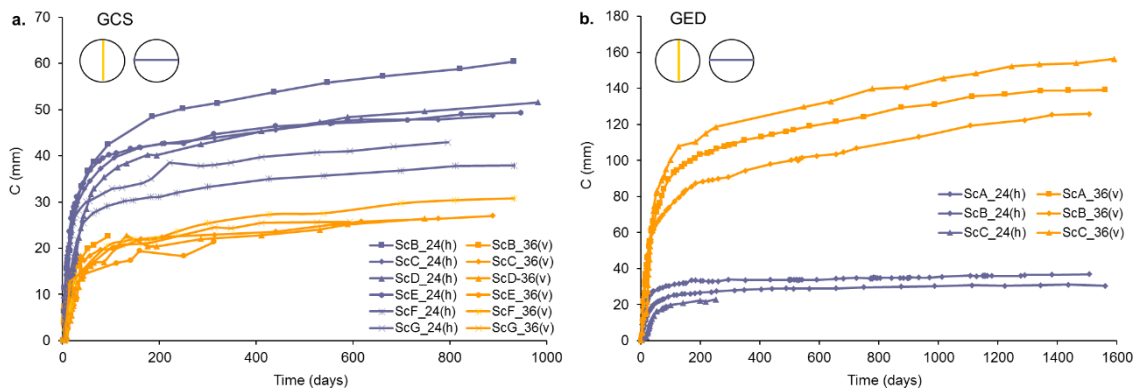 a. GCS
C (mm)
70
60
50
40
30
20
10
0
0 200 400 600 800 1000
Time (days)
ScB_24(h) ScB_36(v)
ScC_24(h) ScC_36(v)
ScD_24(h) ScD-36(v)
ScE_24(h) ScE_36(v)
ScF_24(h) ScF_36(v)
ScG_24(h) ScG_36(v)
b. GED
C (mm)
180
160
140
120
100
80
60
40
20
0
0 200 400 600 800 1000 1200 1400 1600
Time (days)
ScA_24(h) ScA_36(v)
ScB_24(h) ScB_36(v)
ScC_24(h) ScC_36(v)